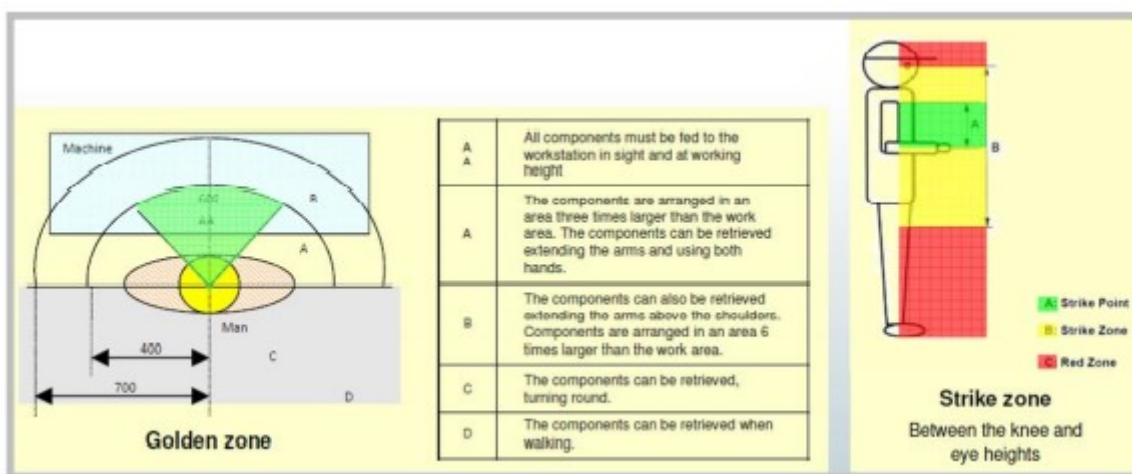 Machine
B
AA
A
Man
400
C
700
D
Golden zone
A
A
All components must be fed to the
workstation in sight and at working
height
A
The components are arranged in an
area three times larger than the work
area. The components can be retrieved
extending the arms and using both
hands.
B
The components can also be retrieved
extending the arms above the shoulders.
Components are arranged in an area 6
times larger than the work area.
C
The components can be retrieved,
turning round.
D
The components can be retrieved when
walking.
A
B
A: Strike Point
B: Strike Zone
C: Red Zone
Strike zone
Between the knee and
eye heights